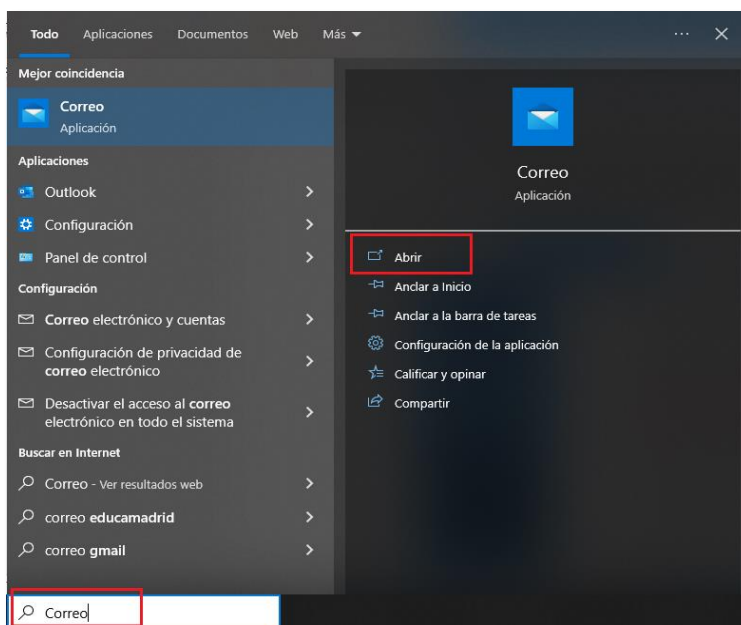 Todo Aplicaciones Documentos Web Más
Mejor coincidencia
Correo
Aplicación
Aplicaciones
Outlook
Configuración
Panel de control
Configuración
Correo electrónico y cuentas
Configuración de privacidad de
correo electrónico
Desactivar el acceso al correo
electrónico en todo el sistema
Buscar en Internet
Correo - Ver resultados web
correo educamadrid
correo gmail
Correo
Correo
Aplicación
Abrir
Anclar a Inicio
Anclar a la barra de tareas
Configuración de la aplicación
Calificar y opinar
Compartir